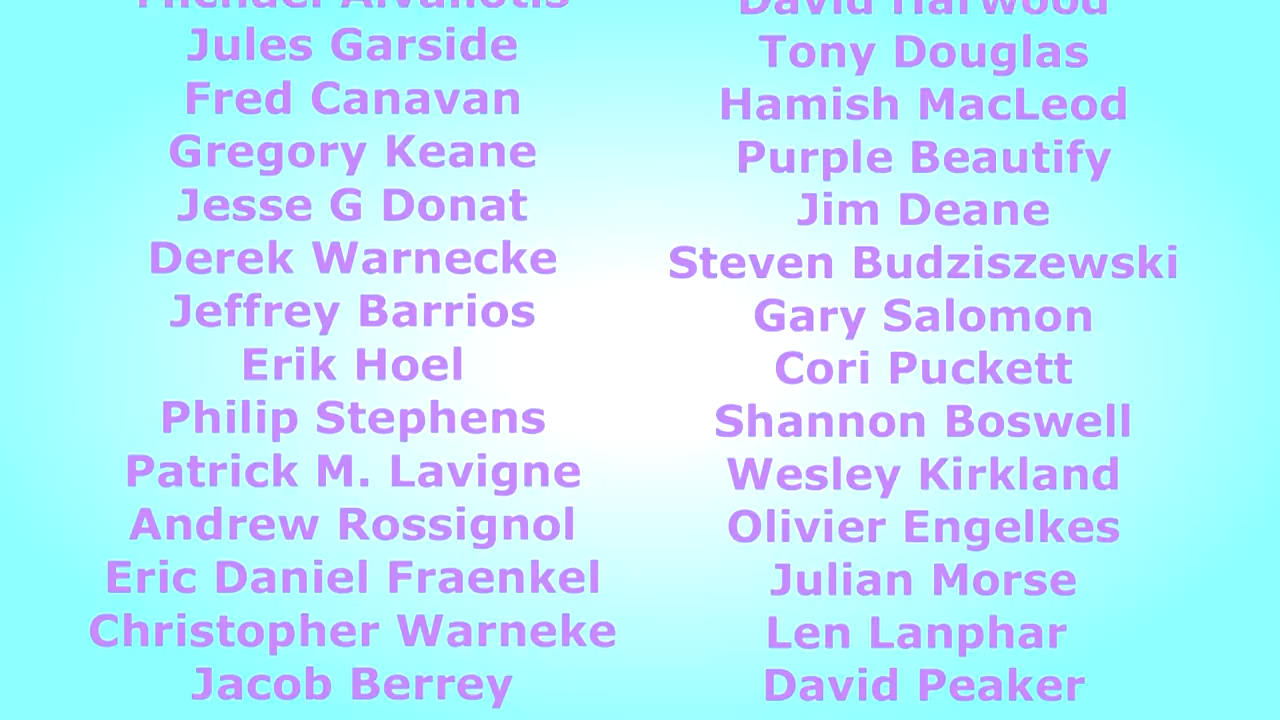 Jules Garside
Fred Canavan
Gregory Keane
Jesse G Donat
Derek Warnecke
Jeffrey Barrios
Erik Hoel
Philip Stephens
Patrick M. Lavigne
Andrew Rossignol
Eric Daniel Fraenkel
Christopher Warneke
Jacob Berrey
David Harwood
Tony Douglas
Hamish MacLeod
Purple Beautify
Jim Deane
Steven Budziszewski
Gary Salomon
Cori Puckett
Shannon Boswell
Wesley Kirkland
Olivier Engelkes
Julian Morse
Len Lanphar
David Peaker